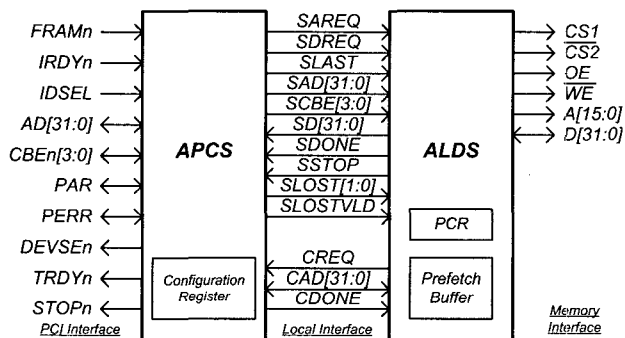 FRAMn
IRDYn
IDSEL
AD[31:0]
CBEn[3:0]
PAR
PERR
DEVSEn
TRDYn
STOPn
PCI Interface
APCS
Configuration
Register
SAREQ
SDREQ
SLAST
SAD[31:0]
SCBE[3:0]
SD[31:0]
SDONE
SSTOP
SLOST[1:0]
SLOSTVLD
CREQ
CAD[31:0]
CDONE
Local Interface
ALDS
PCR
Prefetch
Buffer
CS1
CS2
OE
WE
A[15:0]
D[31:0]
Memory
Interface